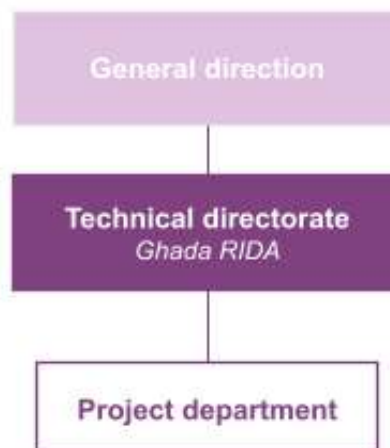 General direction
Technical directorate
Ghada RIDA
Project department